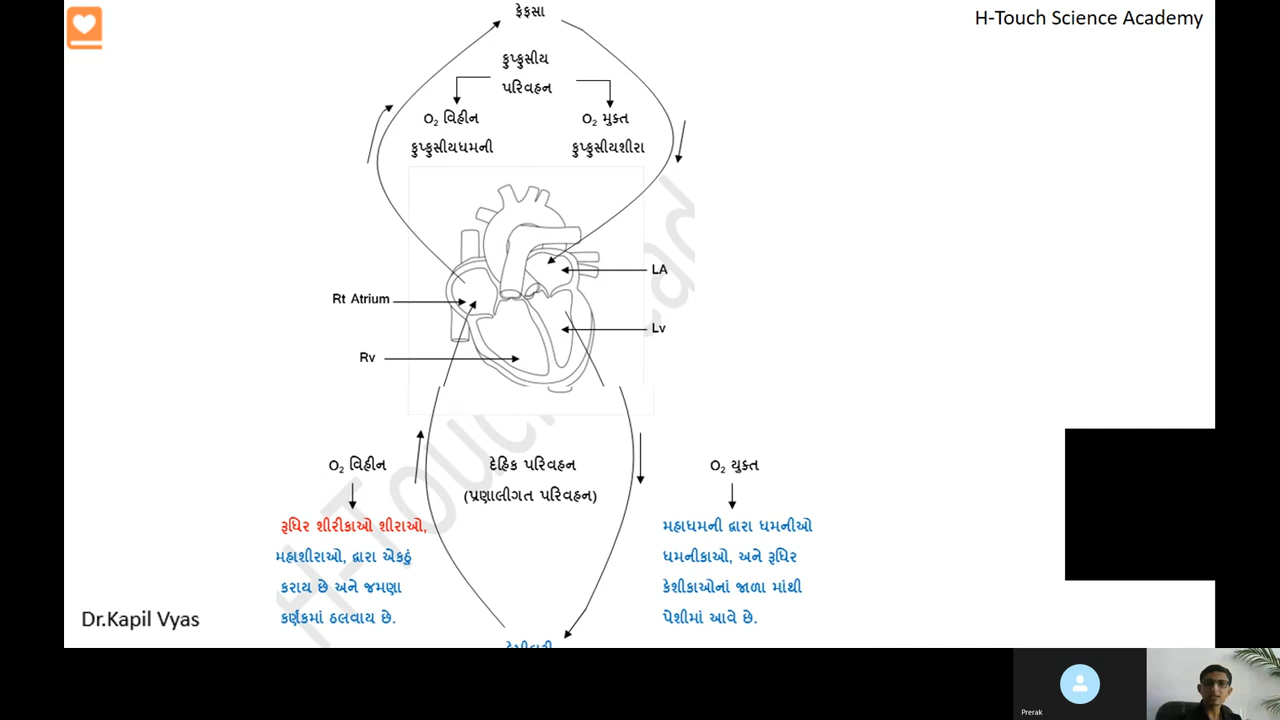 H-Touch Science Academy
ફેફસા
ફુપ્ફુસીય
પરિવહન
O₂ વિહીન
O₂ મુક્ત
ફુપ્ફુસીયધમની
ફુપ્ફુસીયશીરા
LA
Rt Atrium
Lv
Rv
O₂ વિહીન
દૈહિક પરિવહન
(પ્રણાલીગત પરિવહન)
O₂ યુક્ત
રૂધિર શીરીકાઓ શીરાઓ,
મહાશીરાઓ, દ્વારા એકઠું
કરાય છે અને જમણા
કર્ણકમાં ઠલવાય છે.
મહાધમની દ્વારા ધમનીઓ
ધમનીકાઓ, અને રૂધિર
કેશીકાઓનાં જાળા માંથી
પેશીમાં આવે છે.
Dr.Kapil Vyas
H-Touch
Prerak